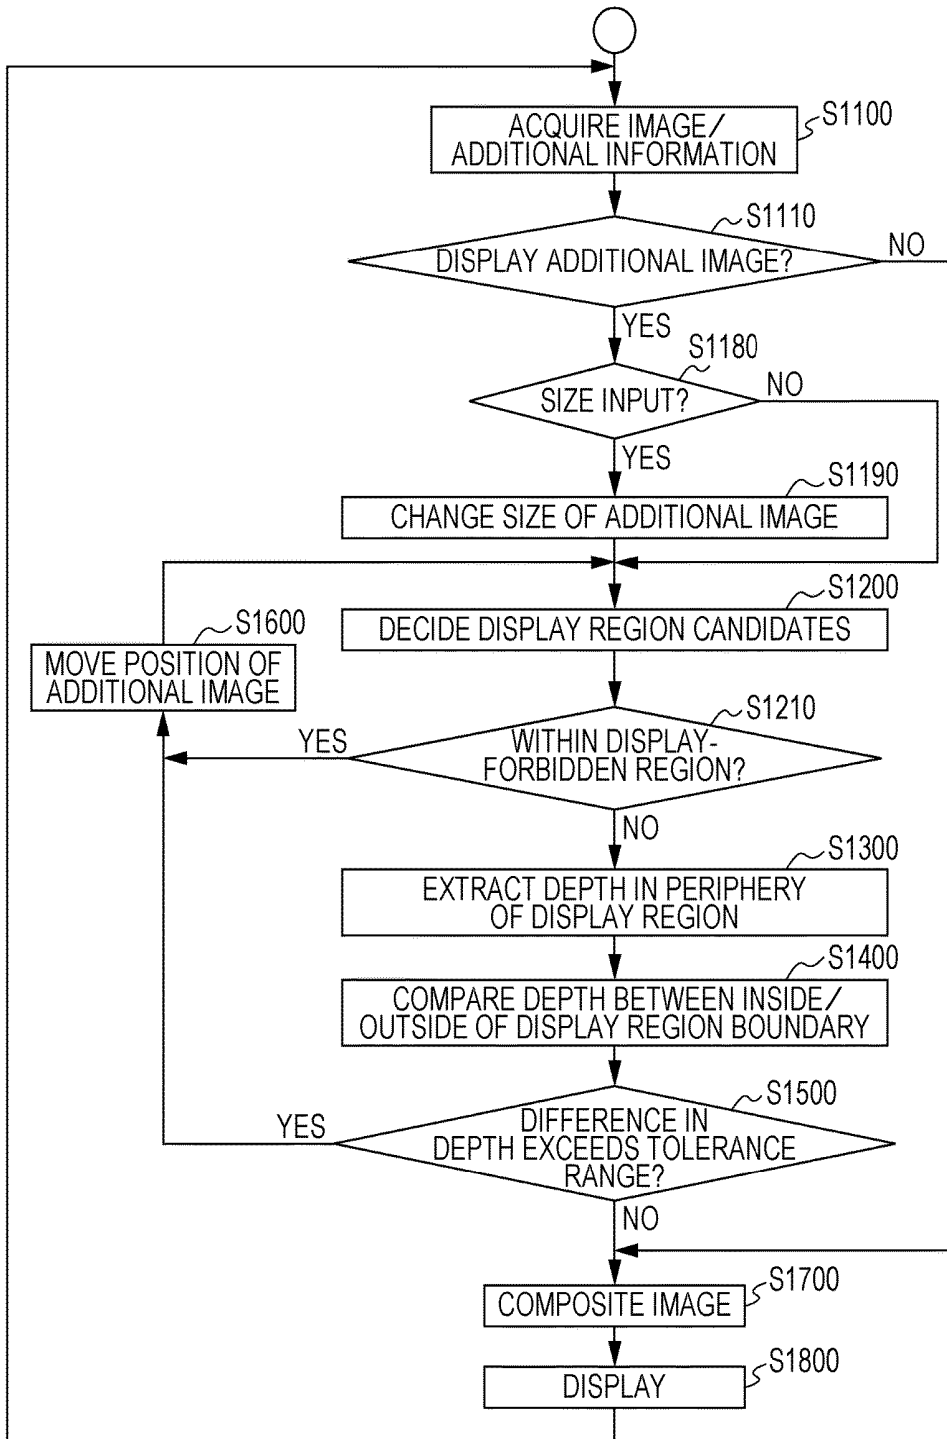 S1100
ACQUIRE IMAGE/
ADDITIONAL INFORMATION
S1110
DISPLAY ADDITIONAL IMAGE?
NO
YES
S1180
SIZE INPUT?
NO
YES
S1190
CHANGE SIZE OF ADDITIONAL IMAGE
S1200
DECIDE DISPLAY REGION CANDIDATES
S1600
MOVE POSITION OF
ADDITIONAL IMAGE
S1210
WITHIN DISPLAY-
FORBIDDEN REGION?
YES
NO
S1300
EXTRACT DEPTH IN PERIPHERY
OF DISPLAY REGION
S1400
COMPARE DEPTH BETWEEN INSIDE/
OUTSIDE OF DISPLAY REGION BOUNDARY
S1500
DIFFERENCE IN
DEPTH EXCEEDS TOLERANCE
RANGE?
YES
NO
S1700
COMPOSITE IMAGE
S1800
DISPLAY